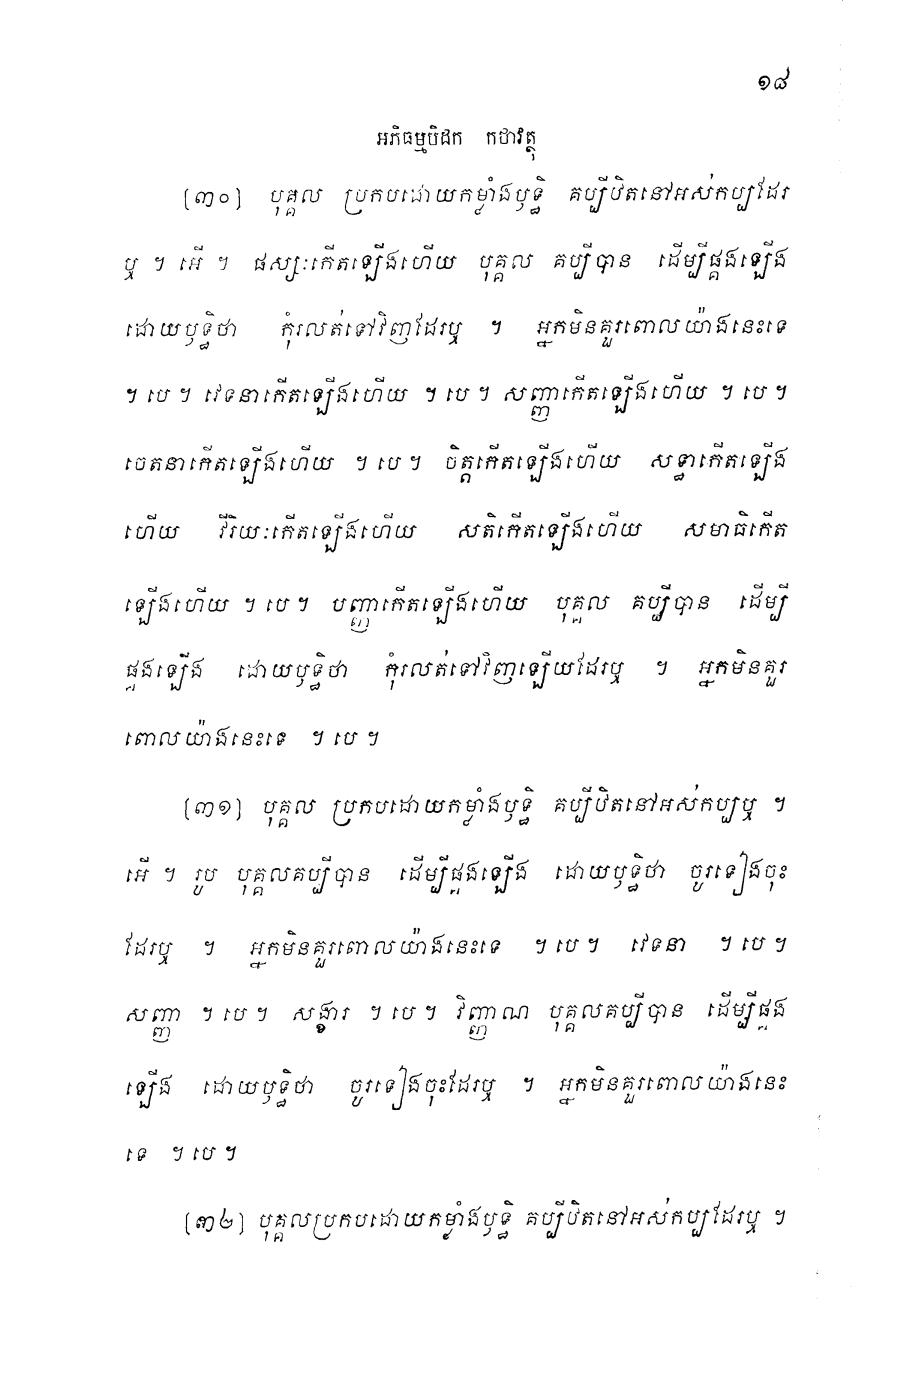 ១៨
អភិធម្មបិដក កថាវត្ថុ
(៣០) បុគ្គល ប្រកបដោយកម្លាំងឫទ្ធិ គប្បីឋិតនៅអស់កប្បដែរ
ឬ ។ អើ ។ ផស្សៈកើតឡើងហើយ បុគ្គល គប្បីបាន ដើម្បីផ្គងឡើង
ដោយឫទ្ធិថា កុំរលត់ទៅវិញដែរឬ ។ អ្នកមិនគួរពោលយ៉ាងនេះទេ
។ បេ ។ វេទនាកើតឡើងហើយ ។ បេ ។ សញ្ញាកើតឡើងហើយ ។ បេ ។
ចេតនាកើតឡើងហើយ ។ បេ ។ ចិត្តកើតឡើងហើយ សទ្ធាកើតឡើង
ហើយ វីរិយៈកើតឡើងហើយ សតិកើតឡើងហើយ សមាធិកើត
ឡើងហើយ ។ បេ ។ បញ្ញាកើតឡើងហើយ បុគ្គល គប្បីបាន ដើម្បី
ផ្គងឡើង ដោយឫទ្ធិថា កុំរលត់ទៅវិញឡើយដែរឬ ។ អ្នកមិនគួរ
ពោលយ៉ាងនេះទេ ។ បេ ។
(៣១) បុគ្គល ប្រកបដោយកម្លាំងឫទ្ធិ គប្បីឋិតនៅអស់កប្បឬ ។
អើ ។ រូប បុគ្គលគប្បីបាន ដើម្បីផ្គងឡើង ដោយឫទ្ធិថា ចូរទៀងចុះ
ដែរឬ ។ អ្នកមិនគួរពោលយ៉ាងនេះទេ ។ បេ ។ វេទនា ។ បេ ។
សញ្ញា ។ បេ ។ សង្ខារ ។ បេ ។ វិញ្ញាណ បុគ្គលគប្បីបាន ដើម្បីផ្គង
ឡើង ដោយឫទ្ធិថា ចូរទៀងចុះដែរឬ ។ អ្នកមិនគួរពោលយ៉ាងនេះ
ទេ ។ បេ ។
(៣២) បុគ្គលប្រកបដោយកម្លាំងឫទ្ធិ គប្បីឋិតនៅអស់កប្បដែរឬ ។